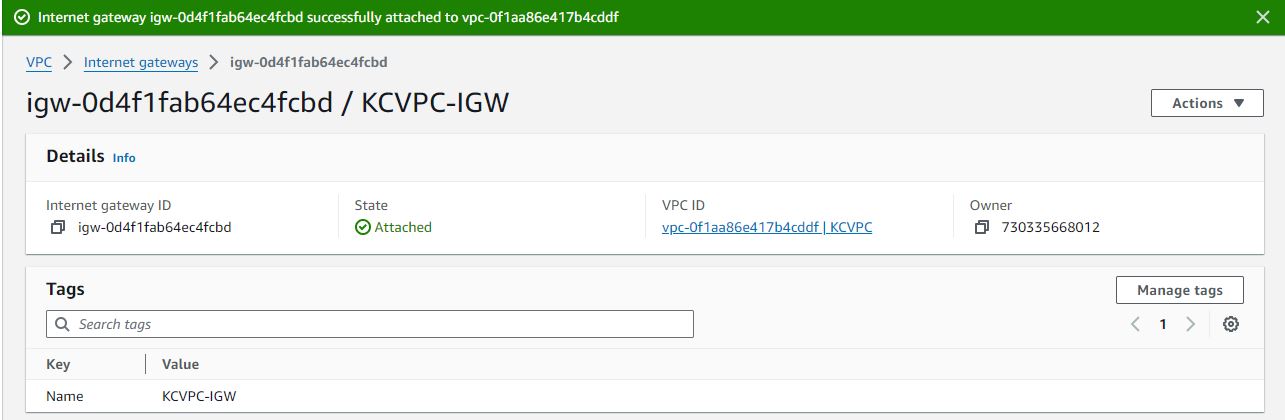 Internet gateway igw-0d4f1fab64ec4fcbd successfully attached to vpc-0f1aa86e417b4cddf
VPC > Internet gateways > igw-0d4f1fab64ec4fcbd
igw-0d4f1fab64ec4fcbd / KCVPC-IGW
Actions
Details Info
Internet gateway ID State VPC ID Owner
igw-0d4f1fab64ec4fcbd Attached vpc-0f1aa86e417b4cddf | KCVPC 730335668012
Tags
Manage tags
Search tags
1
Key Value
Name KCVPC-IGW